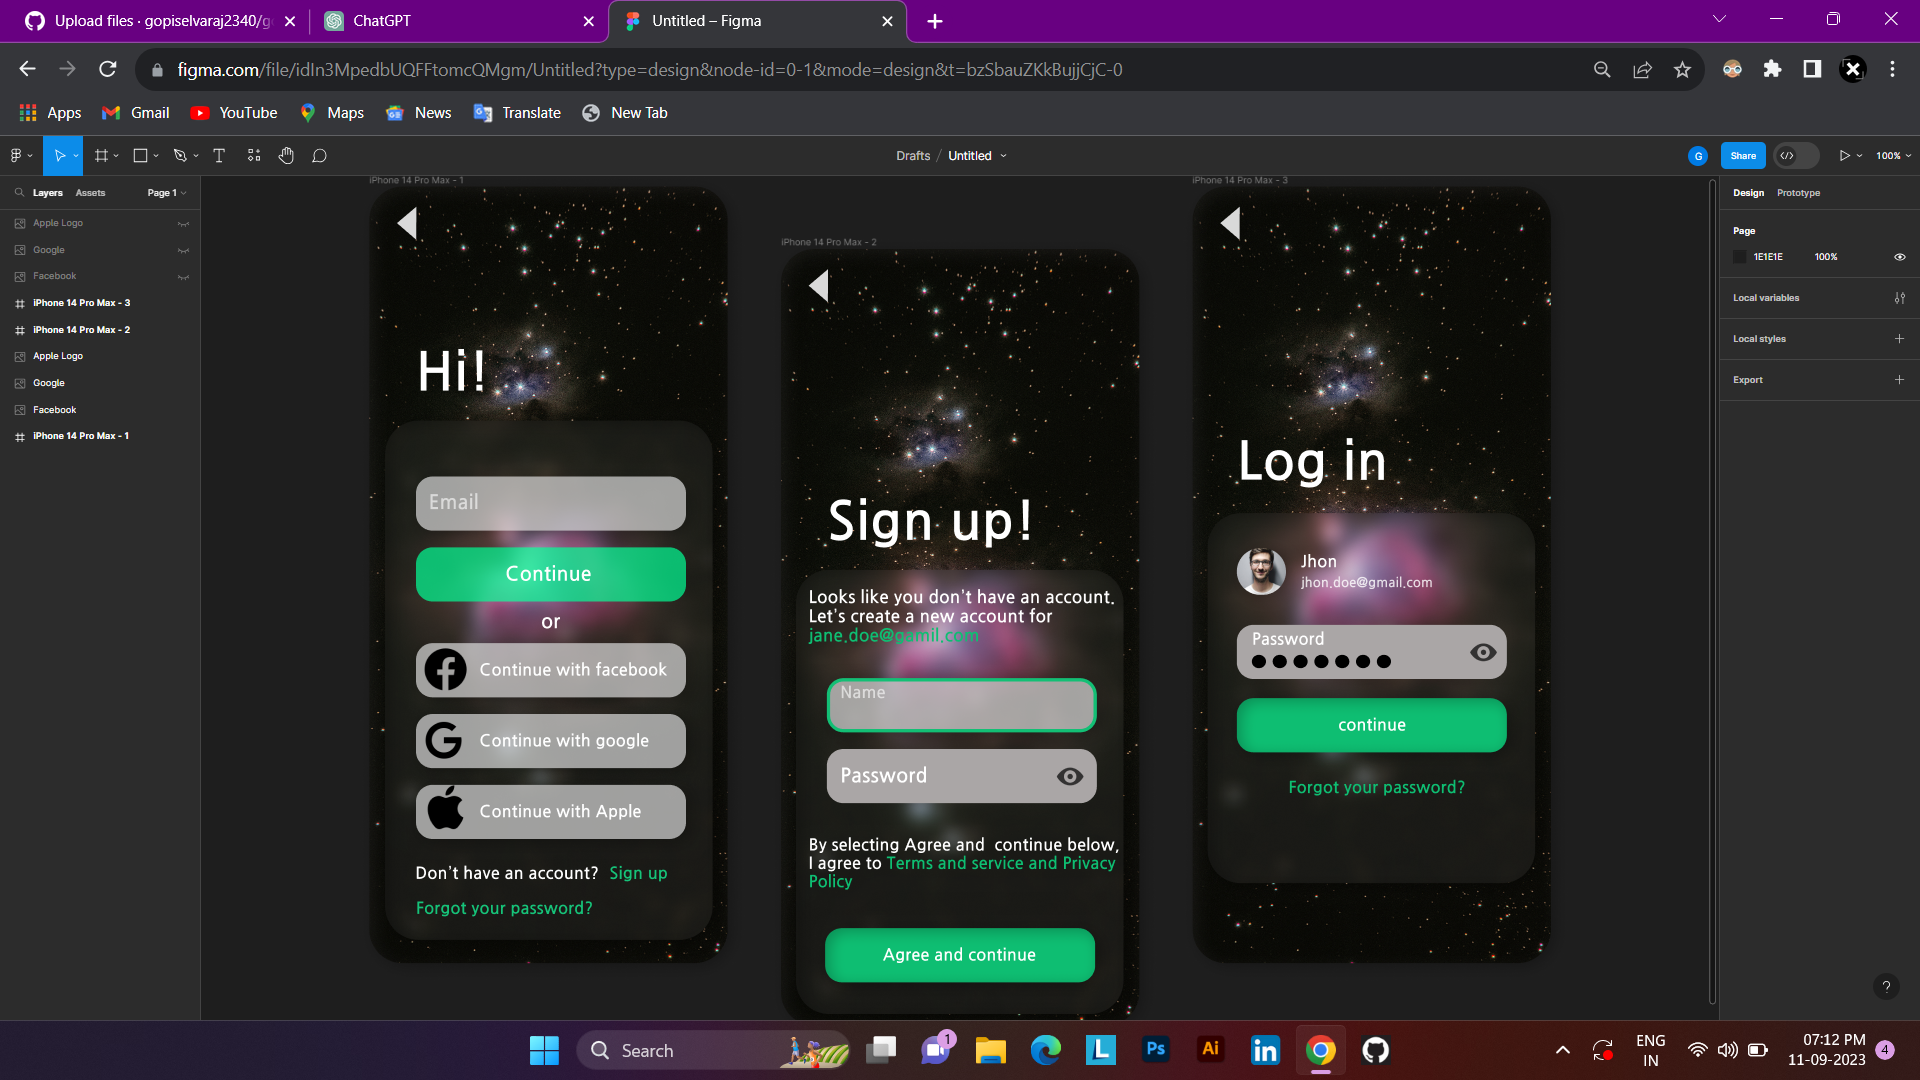 Upload files · gopiselvaraj2340/g
ChatGPT
Untitled – Figma
figma.com/file/idIn3MpedbUQFFtomcQMgm/Untitled?type=design&node-id=0-1&mode=design&t=bzSbauZKkBujjCjC-0
Apps
Gmail
YouTube
Maps
News
Translate
New Tab
Drafts / Untitled
G
Share
100%
Layers
Assets
Page 1
Design
Prototype
Apple Logo
Google
Facebook
iPhone 14 Pro Max - 3
iPhone 14 Pro Max - 2
Apple Logo
Google
Facebook
iPhone 14 Pro Max - 1
iPhone 14 Pro Max - 1
Hi!
Email
Continue
or
Continue with facebook
Continue with google
Continue with Apple
Don't have an account? Sign up
Forgot your password?
iPhone 14 Pro Max - 2
Sign up!
Looks like you don't have an account.
Let's create a new account for
jane.doe@gamil.com
Name
Password
By selecting Agree and  continue below,
I agree to Terms and service and Privacy
Policy
Agree and continue
iPhone 14 Pro Max - 3
Log in
Jhon
jhon.doe@gmail.com
Password
continue
Forgot your password?
Page
1E1E1E
100%
Local variables
Local styles
Export
?
Search
1
L
Ps
Ai
in
ENG
IN
07:12 PM
11-09-2023
4